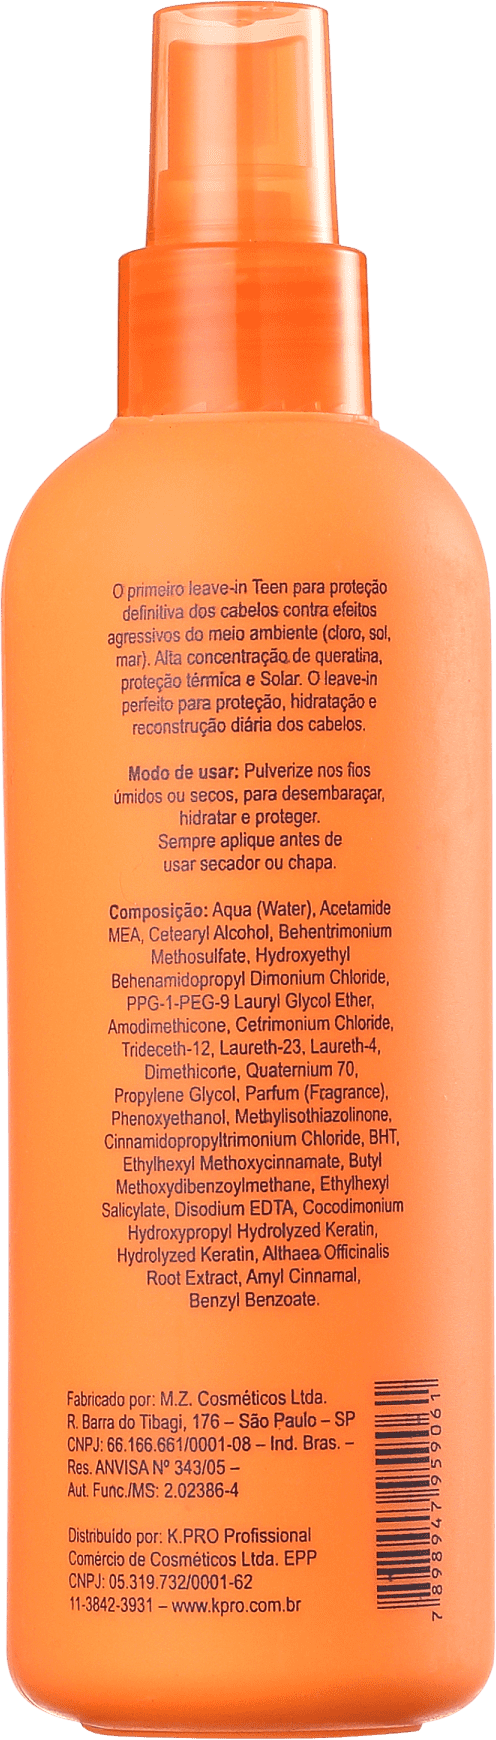 O primeiro leave-in Teen para proteção
definitiva dos cabelos contra efeitos
agressivos do meio ambiente (cloro, sol,
mar). Alta concentração de queratina,
proteção térmica e Solar. O leave-in
perfeito para proteção, hidratação e
reconstrução diária dos cabelos.
Modo de usar: Pulverize nos fios
úmidos ou secos, para desembaraçar,
hidratar e proteger.
Sempre aplique antes de
usar secador ou chapa.
Composição: Aqua (Water), Acetamide
MEA, Cetearyl Alcohol, Behentrimonium
Methosulfate, Hydroxyethyl
Behenamidopropyl Dimonium Chloride,
PPG-1-PEG-9 Lauryl Glycol Ether,
Amodimethicone, Cetrimonium Chloride,
Trideceth-12, Laureth-23, Laureth-4,
Dimethicone, Quaternium 70,
Propylene Glycol, Parfum (Fragrance),
Phenoxyethanol, Methylisothiazolinone,
Cinnamidopropyltrimonium Chloride, BHT,
Ethylhexyl Methoxycinnamate, Butyl
Methoxydibenzoylmethane, Ethylhexyl
Salicylate, Disodium EDTA, Cocodimonium
Hydroxypropyl Hydrolyzed Keratin,
Hydrolyzed Keratin, Althaea Officinalis
Root Extract, Amyl Cinnamal,
Benzyl Benzoate.
Fabricado por: M.Z. Cosméticos Ltda.
R. Barra do Tibagi, 176 – São Paulo – SP
CNPJ: 66.166.661/0001-08 – Ind. Bras. –
Res. ANVISA Nº 343/05 –
Aut. Func./MS: 2.02386-4
Distribuído por: K.PRO Profissional
Comércio de Cosméticos Ltda. EPP
CNPJ: 05.319.732/0001-62
11-3842-3931 – www.kpro.com.br
7 898947 959061